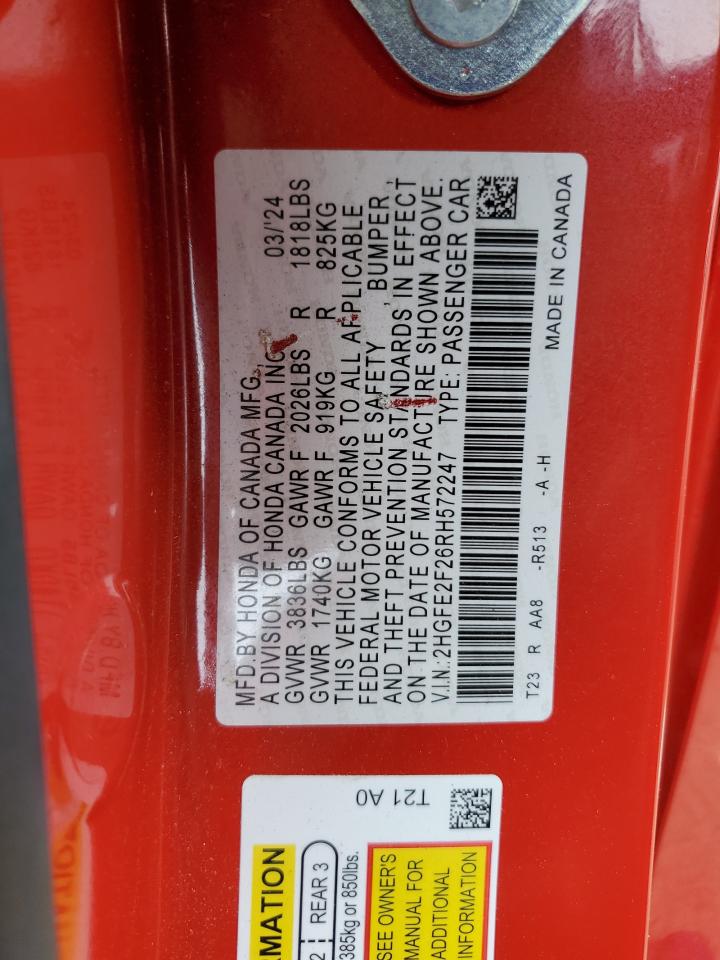 MFD.BY HONDA OF CANADA MFG., 03/'24
A DIVISION OF HONDA CANADA INC
GVWR 3836LBS GAWR F 2026LBS R 1818LBS
GVWR 1740KG GAWR F 919KG R 825KG
THIS VEHICLE CONFORMS TO ALL APPLICABLE
FEDERAL MOTOR VEHICLE SAFETY , BUMPER ,
AND THEFT PREVENTION STANDARDS IN EFFECT
ON THE DATE OF MANUFACTURE SHOWN ABOVE.
V.I.N.:2HGFE2F26RH572247 TYPE: PASSENGER CAR
T23 R AA8 -R513 -A -H MADE IN CANADA
T21 A0
MATION
2 REAR 3
385kg or 850lbs.
SEE OWNER'S
MANUAL FOR
ADDITIONAL
INFORMATION